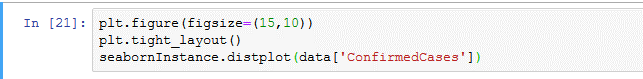 In [21]: plt.figure(figsize=(15,10))
plt.tight_layout()
seabornInstance.distplot(data['ConfirmedCases'])